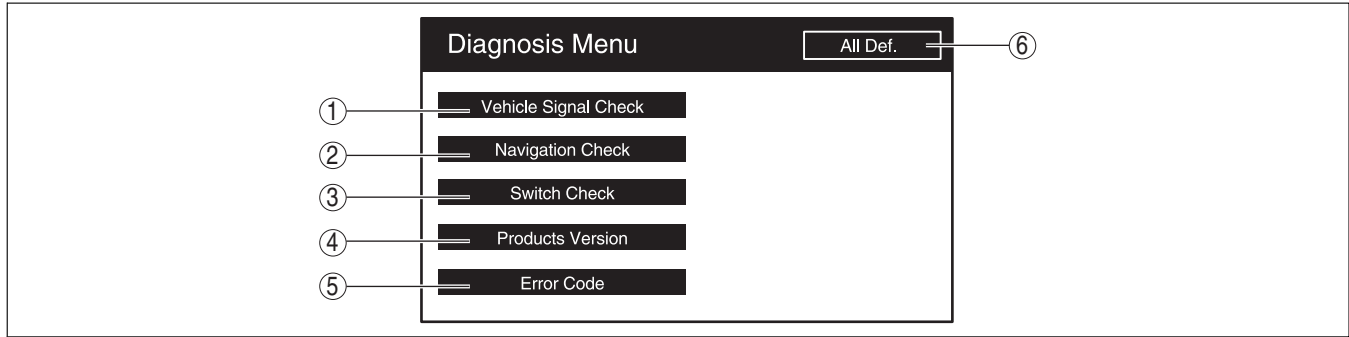 Diagnosis Menu
All Def.
⑥
①
Vehicle Signal Check
②
Navigation Check
③
Switch Check
④
Products Version
⑤
Error Code